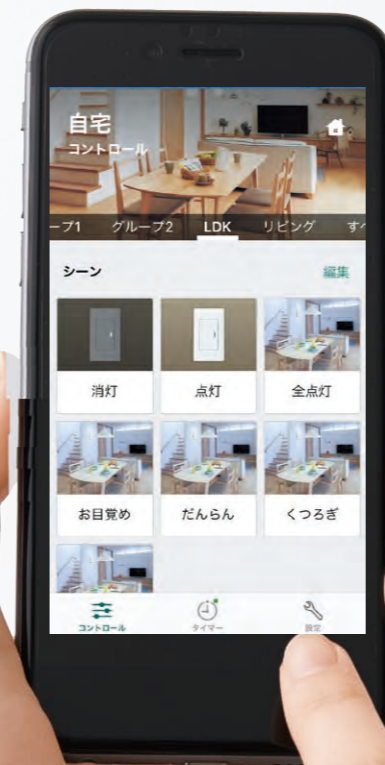 自宅
コントロール
ープ1 グループ2 LDK リビング すべ
シーン 編集
消灯 点灯 全点灯
お目覚め だんらん くつろぎ
コントロール タイマー 設定